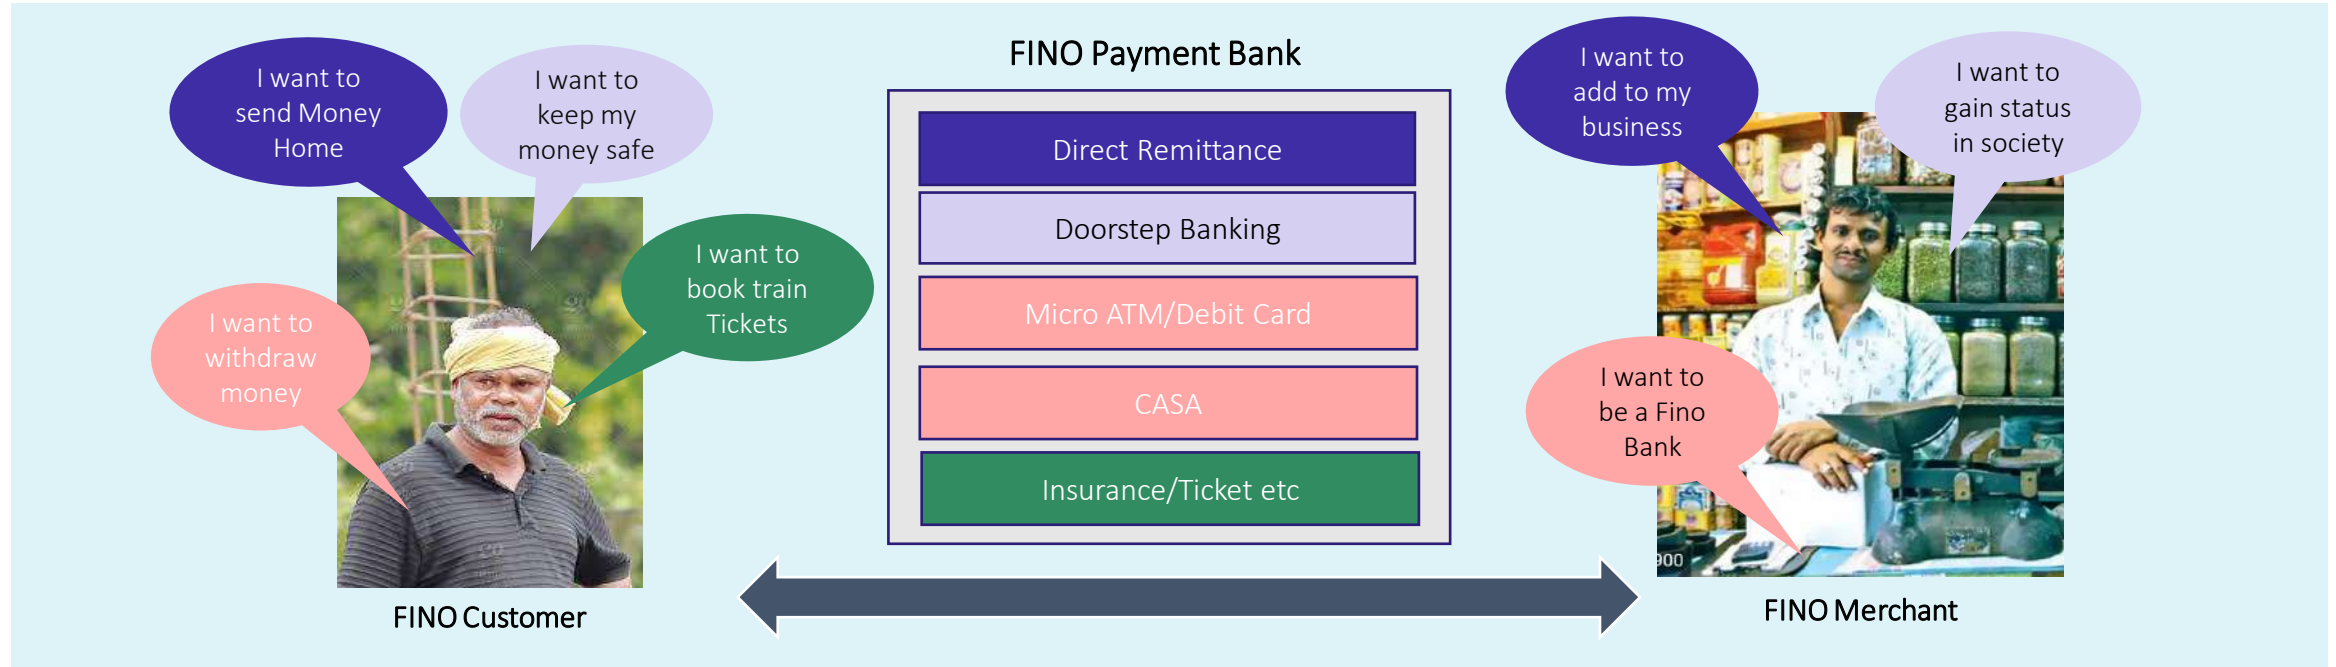 I want to
send Money
Home
I want to
keep my
money safe
I want to
book train
Tickets
I want to
withdraw
money
FINO Customer
FINO Payment Bank
Direct Remittance
Doorstep Banking
Micro ATM/Debit Card
CASA
Insurance/Ticket etc
I want to
add to my
business
I want to
gain status
in society
I want to
be a Fino
Bank
900
FINO Merchant